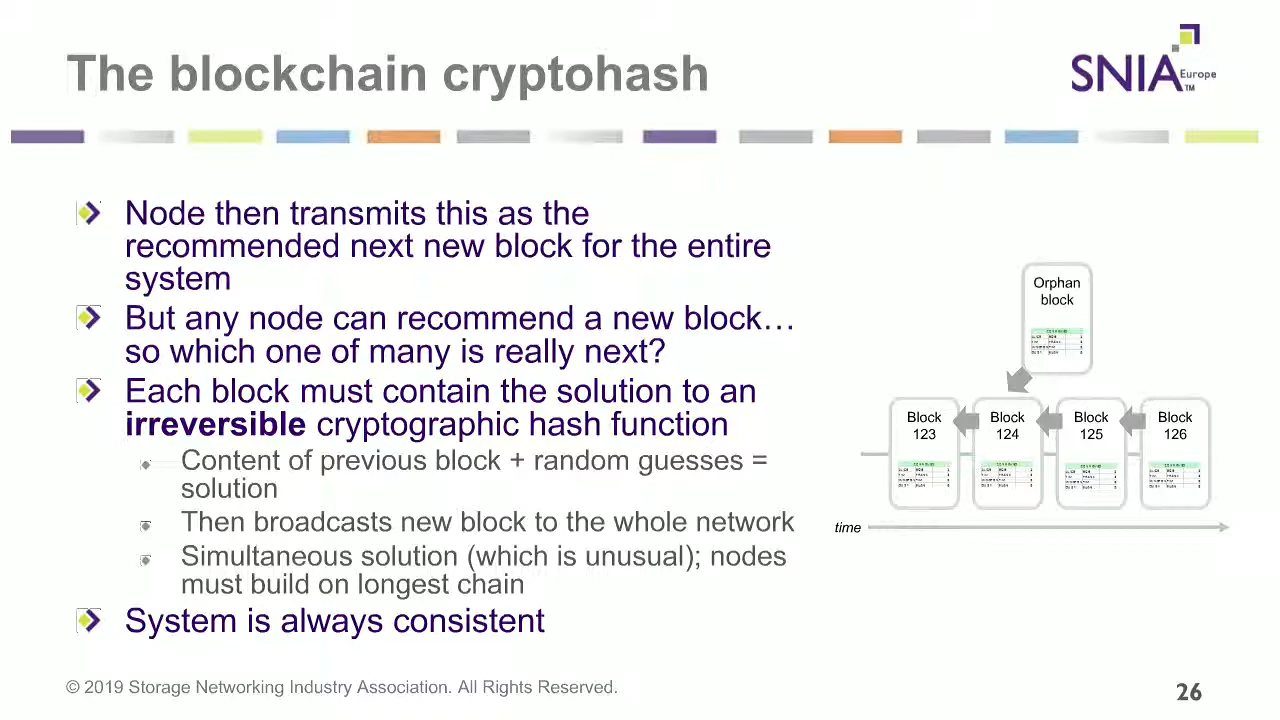 The blockchain cryptohash
SNIA Europe
TM
Node then transmits this as the
recommended next new block for the entire
system
But any node can recommend a new block…
so which one of many is really next?
Each block must contain the solution to an
irreversible cryptographic hash function
Content of previous block + random guesses =
solution
Then broadcasts new block to the whole network
Simultaneous solution (which is unusual); nodes
must build on longest chain
System is always consistent
Orphan
block
Block
123
Block
124
Block
125
Block
126
time
© 2019 Storage Networking Industry Association. All Rights Reserved.
26